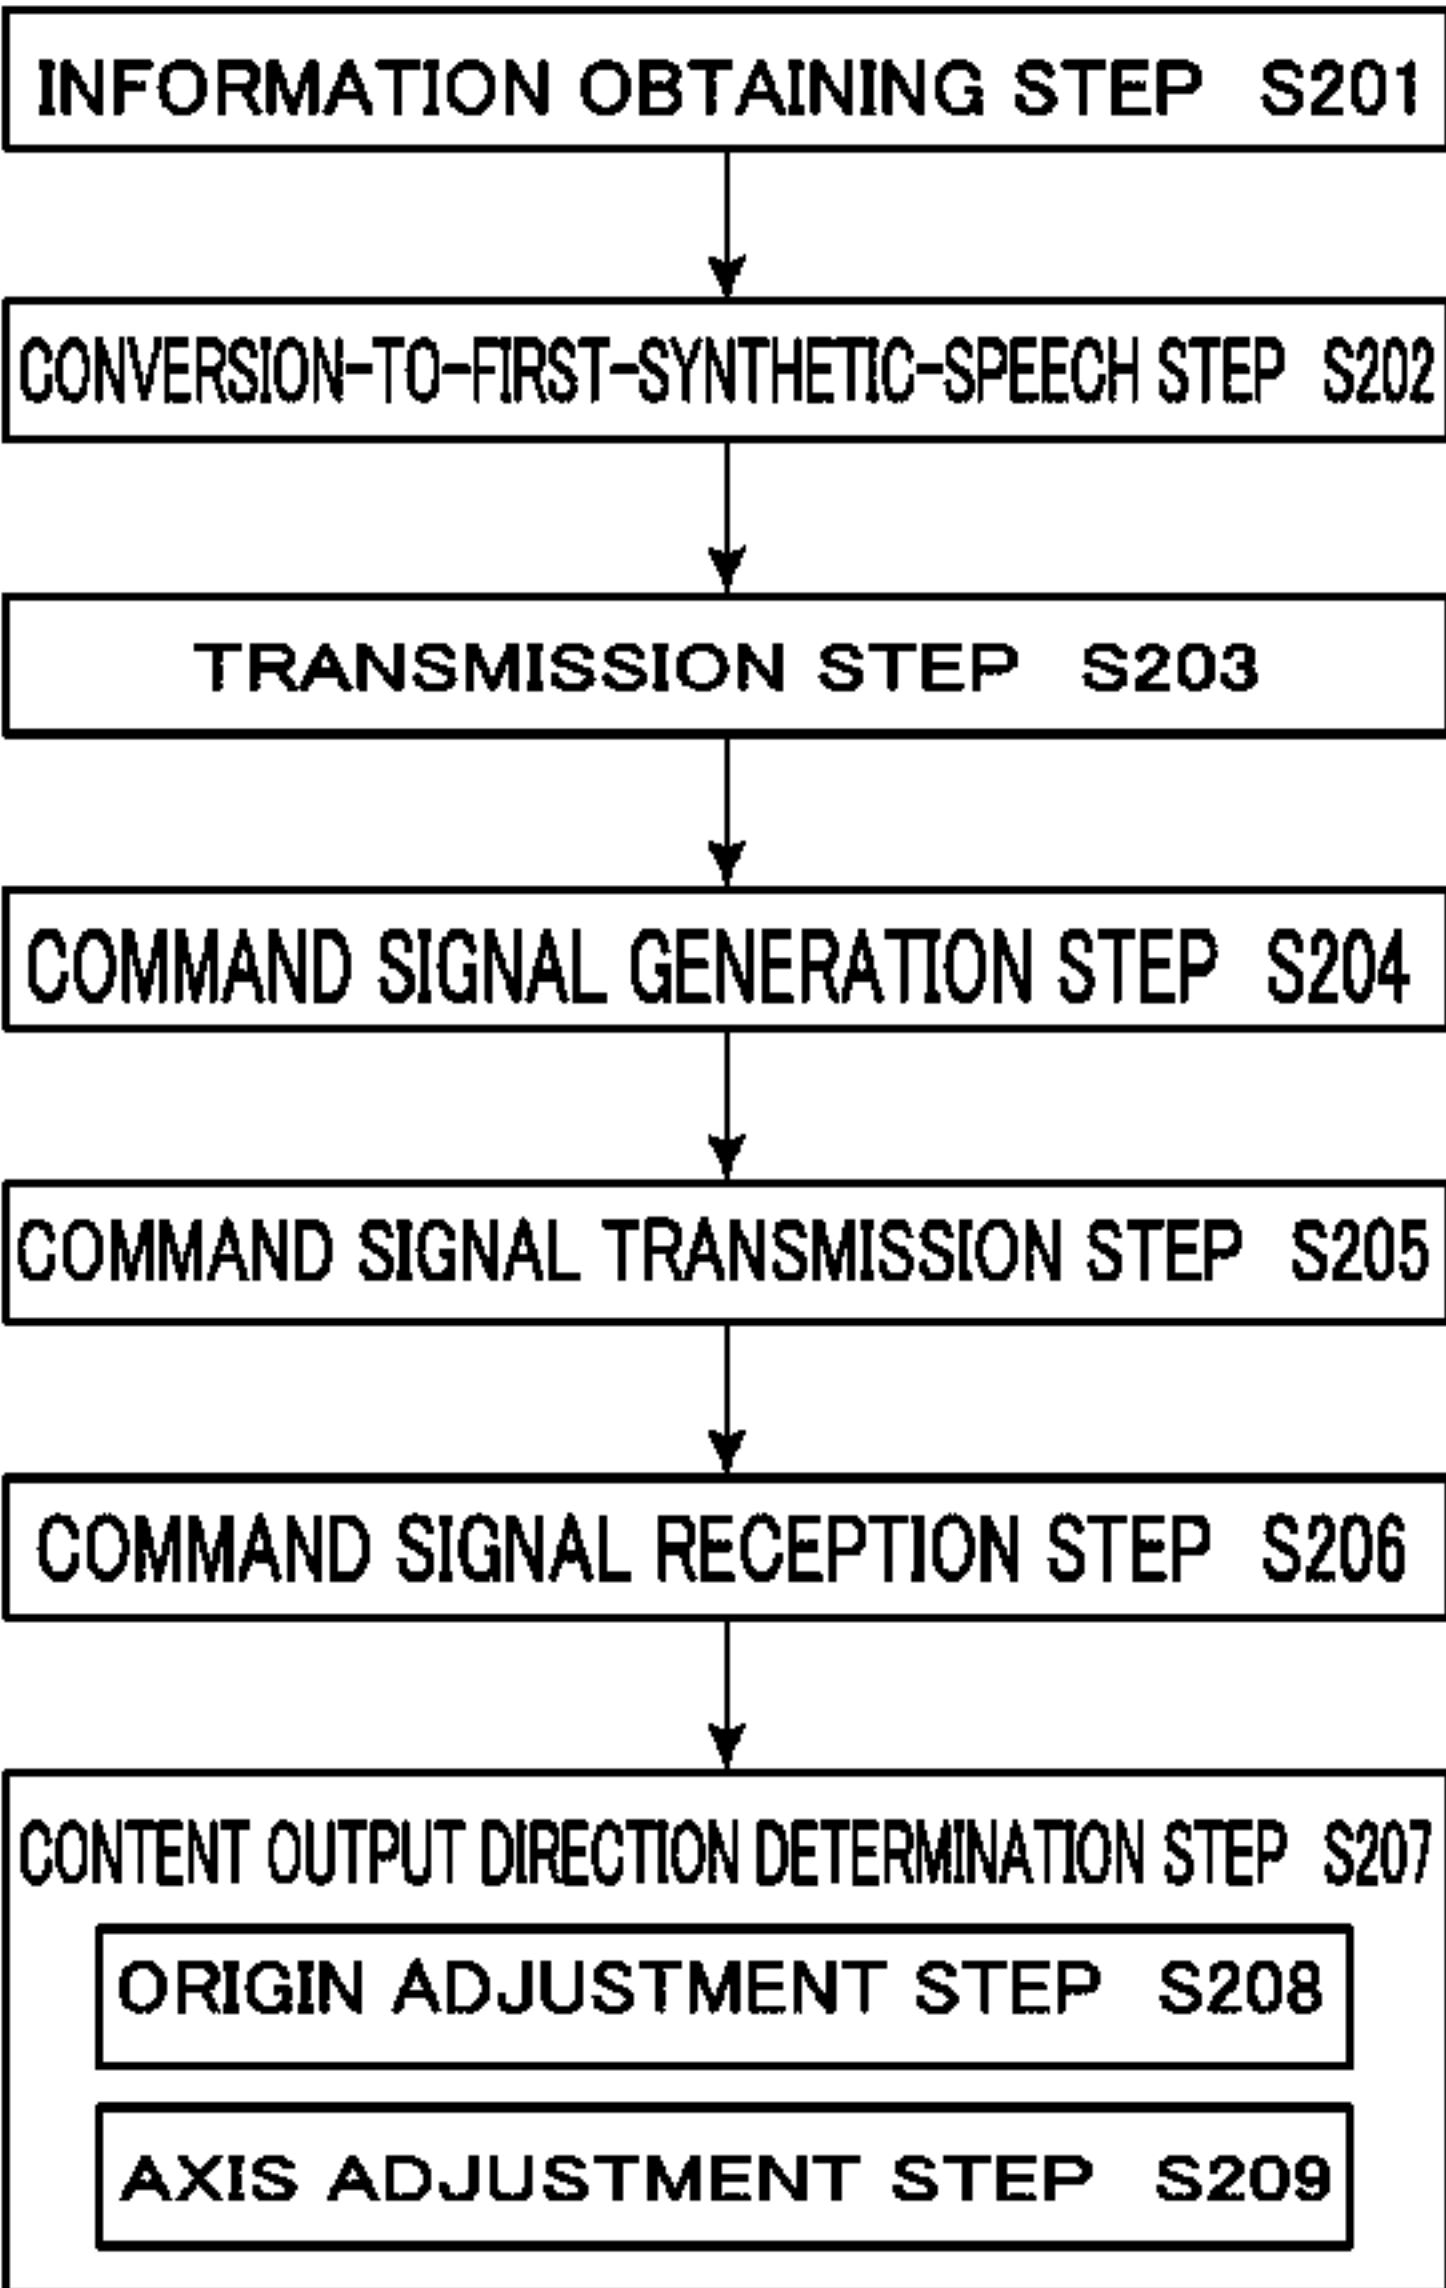 INFORMATION OBTAINING STEP S201
CONVERSION-TO-FIRST-SYNTHETIC-SPEECH STEP S202
TRANSMISSION STEP S203
COMMAND SIGNAL GENERATION STEP S204
COMMAND SIGNAL TRANSMISSION STEP S205
COMMAND SIGNAL RECEPTION STEP S206
CONTENT OUTPUT DIRECTION DETERMINATION STEP S207
ORIGIN ADJUSTMENT STEP S208
AXIS ADJUSTMENT STEP S209